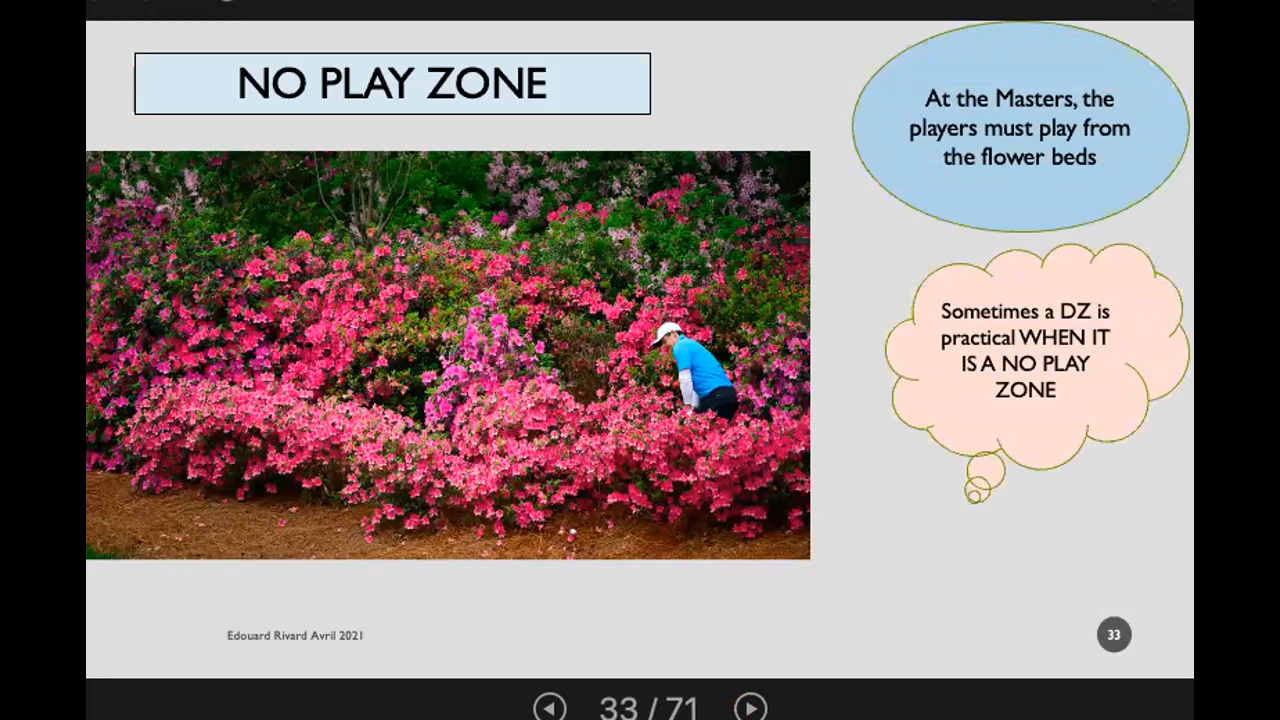 NO PLAY ZONE
At the Masters, the
players must play from
the flower beds
Sometimes a DZ is
practical WHEN IT
IS A NO PLAY
ZONE
Edouard Rivard Avril 2021
33
33 / 71